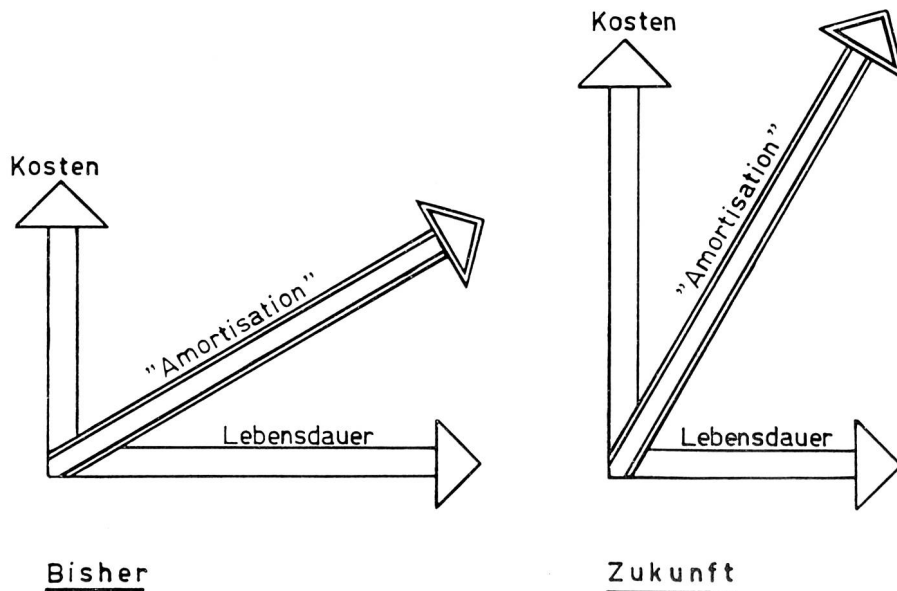 Kosten
"Amortisation"
Lebensdauer
Bisher
Kosten
"Amortisation"
Lebensdauer
Zukunft